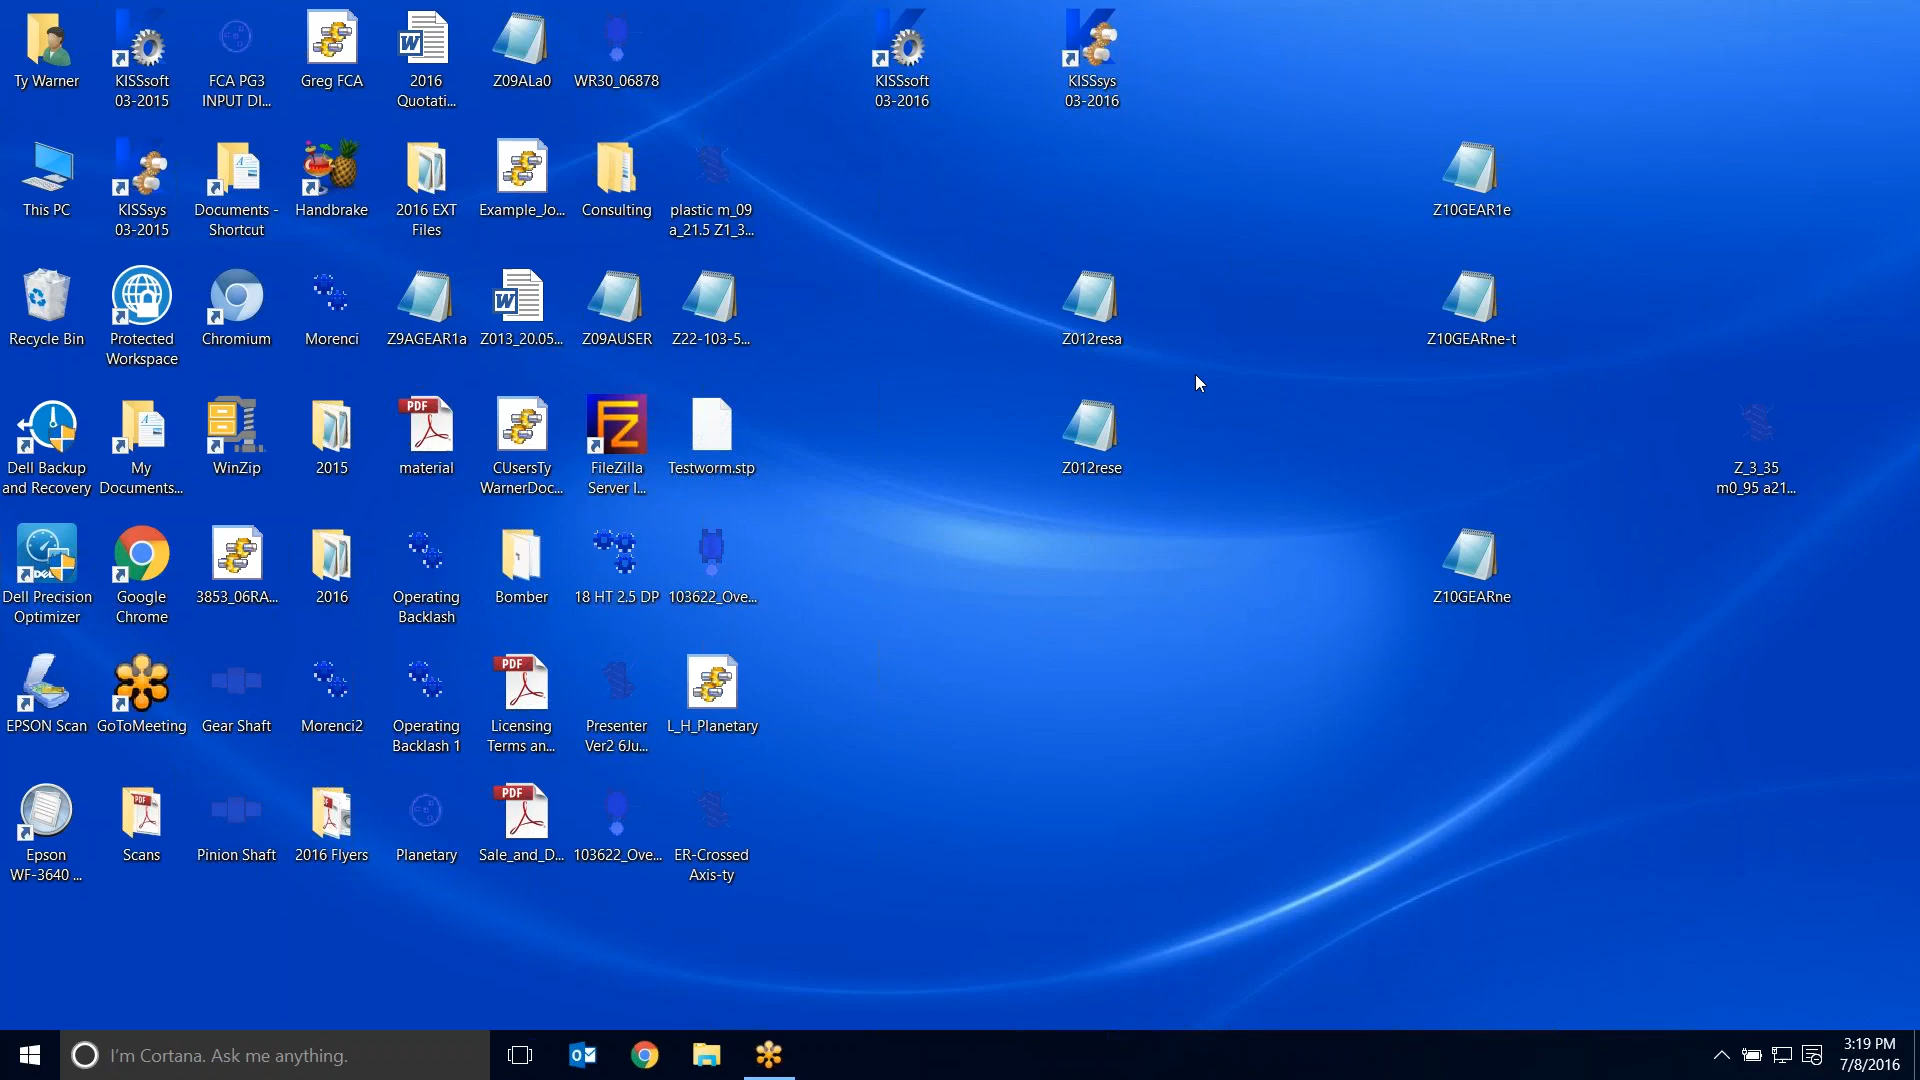 Ty Warner
KISSsoft
03-2015
FCA PG3
INPUT DI...
Greg FCA
2016
Quotati...
Z09ALa0
WR30_06878
KISSsoft
03-2016
KISSsys
03-2016
This PC
KISSsys
03-2015
Documents -
Shortcut
Handbrake
2016 EXT
Files
Example_Jo...
Consulting
plastic m_09
a_21.5 Z1_3...
Z10GEAR1e
Recycle Bin
Protected
Workspace
Chromium
Morenci
Z9AGEAR1a
Z013_20.05...
Z09AUSER
Z22-103-5...
Z012resa
Z10GEARne-t
Dell Backup
and Recovery
My
Documents...
WinZip
2015
PDF
material
CUsersTy
WarnerDoc...
FZ
FileZilla
Server I...
Testworm.stp
Z012rese
Z_3_35
m0_95 a21...
Dell Precision
Optimizer
Google
Chrome
3853_06RA...
2016
Operating
Backlash
Bomber
18 HT 2.5 DP
103622_Ove...
Z10GEARne
EPSON Scan
GoToMeeting
Gear Shaft
Morenci2
Operating
Backlash 1
PDF
Licensing
Terms an...
Presenter
Ver2 6Ju...
L_H_Planetary
Epson
WF-3640 ...
Scans
Pinion Shaft
2016 Flyers
Planetary
PDF
Sale_and_D...
103622_Ove...
ER-Crossed
Axis-ty
I'm Cortana. Ask me anything.
3:19 PM
7/8/2016